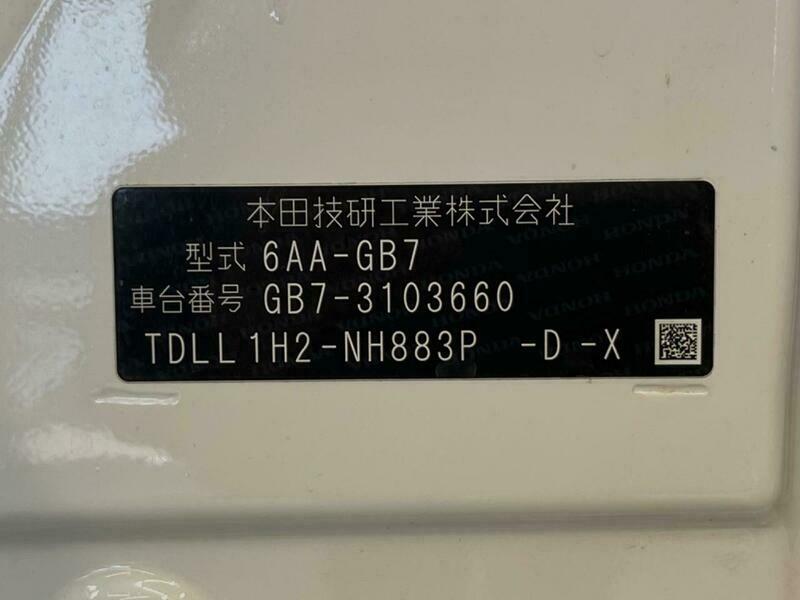 本田技研工業株式会社
型式 6AA-GB7
車台番号 GB7-3103660
TDLL1H2-NH883P -D -X